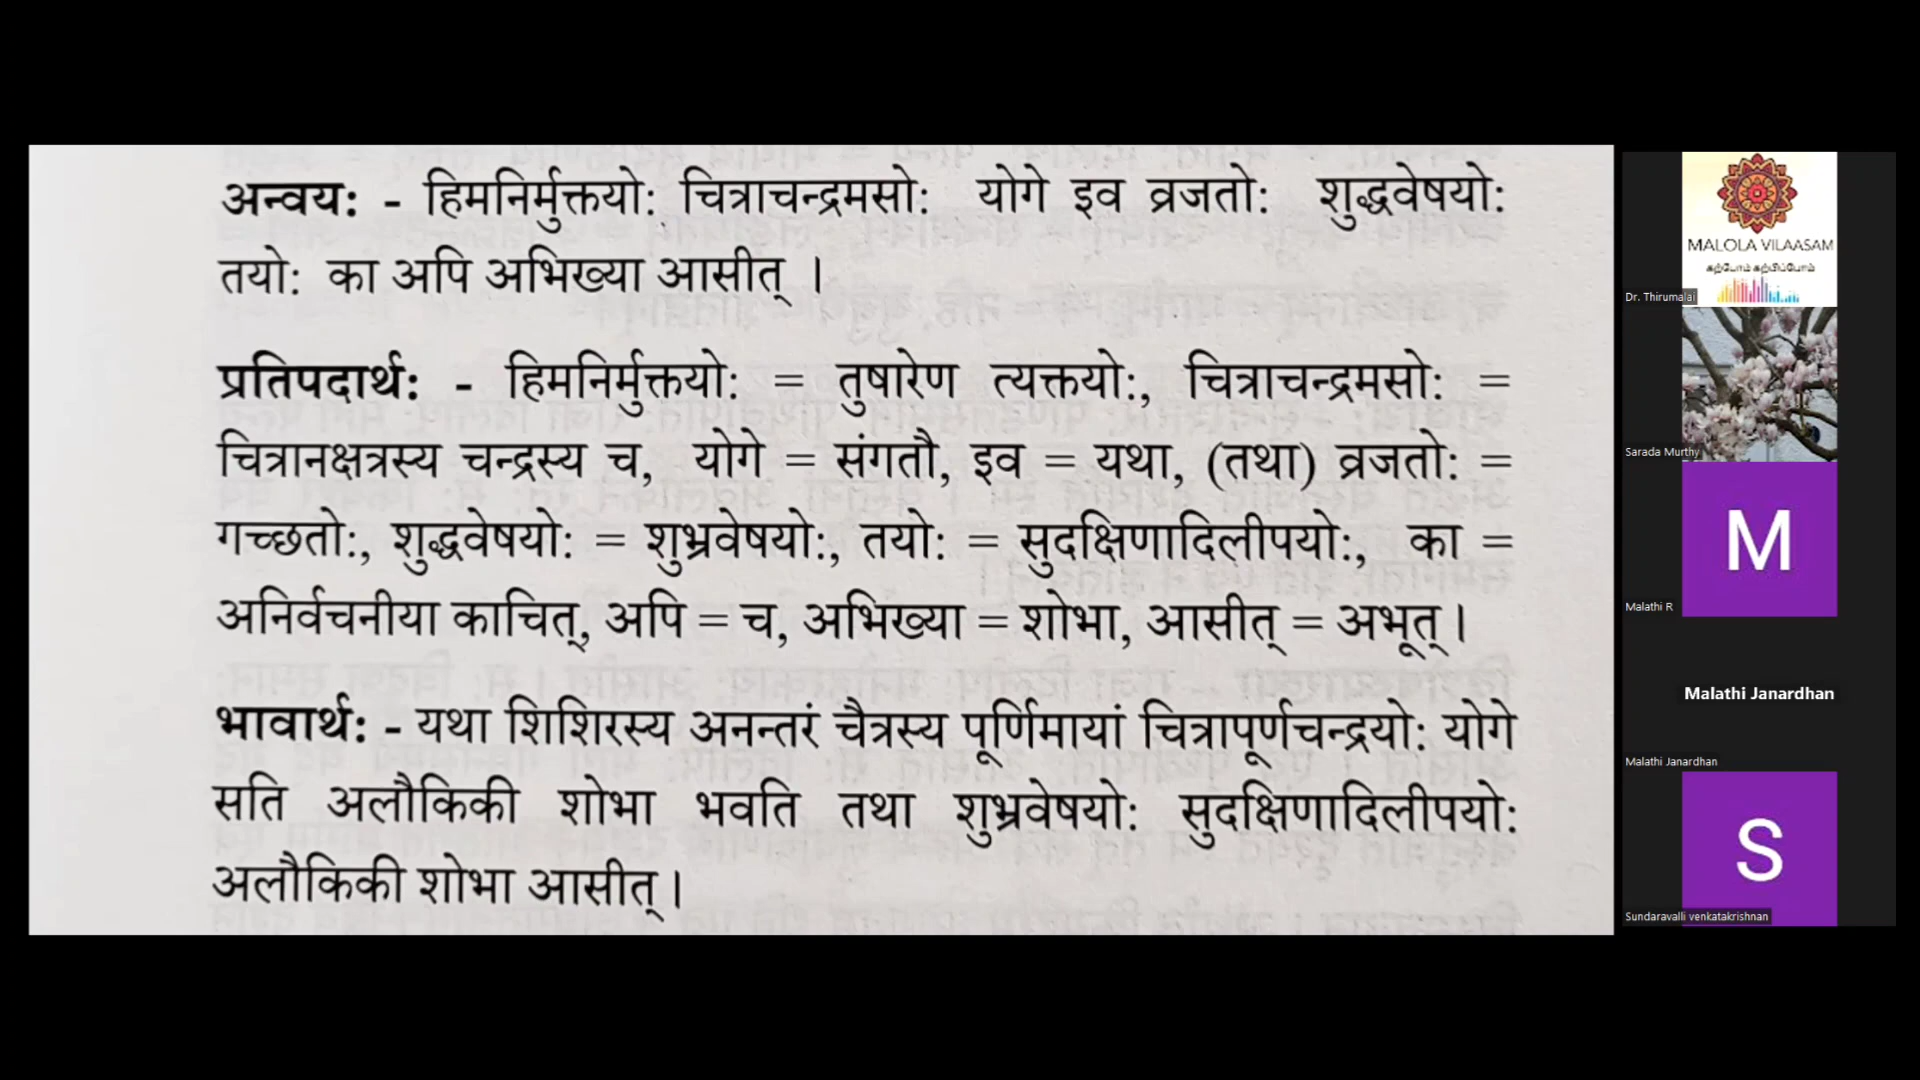 अन्वयः - हिमनिर्मुक्तयोः चित्राचन्द्रमसोः योगे इव व्रजतोः शुद्धवेषयोः
तयोः का अपि अभिख्या आसीत् ।
प्रतिपदार्थः - हिमनिर्मुक्तयोः = तुषारेण त्यक्तयोः, चित्राचन्द्रमसोः =
चित्रानक्षत्रस्य चन्द्रस्य च, योगे = संगतौ, इव = यथा, (तथा) व्रजतोः =
गच्छतोः, शुद्धवेषयोः = शुभ्रवेषयोः, तयोः = सुदक्षिणादिलीपयोः, का =
अनिर्वचनीया काचित्, अपि = च, अभिख्या = शोभा, आसीत् = अभूत् ।
भावार्थः - यथा शिशिरस्य अनन्तरं चैत्रस्य पूर्णिमायां चित्रापूर्णचन्द्रयोः योगे
सति अलौकिकी शोभा भवति तथा शुभ्रवेषयोः सुदक्षिणादिलीपयोः
अलौकिकी शोभा आसीत् ।
MALOLA VILAASAM
கற்போம் கற்பிப்போம்
Dr. Thirumalai
Sarada Murthy
M
Malathi R
Malathi Janardhan
Malathi Janardhan
S
Sundaravalli venkatakrishnan